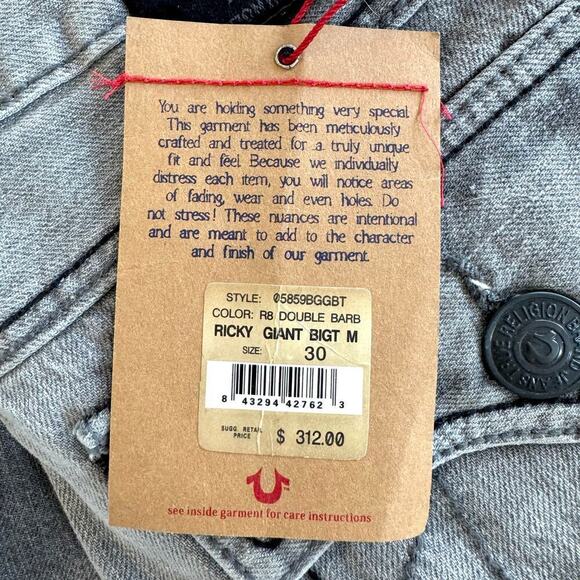 You are holding something very special.
This garment has been meticulously
crafted and treated for a truly unique
fit and feel. Because we individually
distress each item, you will notice areas
of fading, wear and even holes. Do
not stress! These nuances are intentional
and are meant to add to the character
and finish of our garment.
STYLE: 05859BGGBT
COLOR: R8 DOUBLE BARB
RICKY GIANT BIGT M
SIZE: 30
8 43294 42762 3
SUGG. RETAIL
PRICE $ 312.00
see inside garment for care instructions
TRUE RELIGION BRAND JEANS